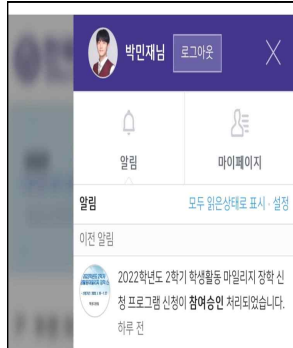 박민재님 로그아웃
알림 마이페이지
알림 모두 읽은상태로 표시 · 설정
이전 알림
2022학년도 2학기 학생활동 마일리지 장학 신
청 프로그램 신청이 참여승인 처리되었습니다.
하루 전